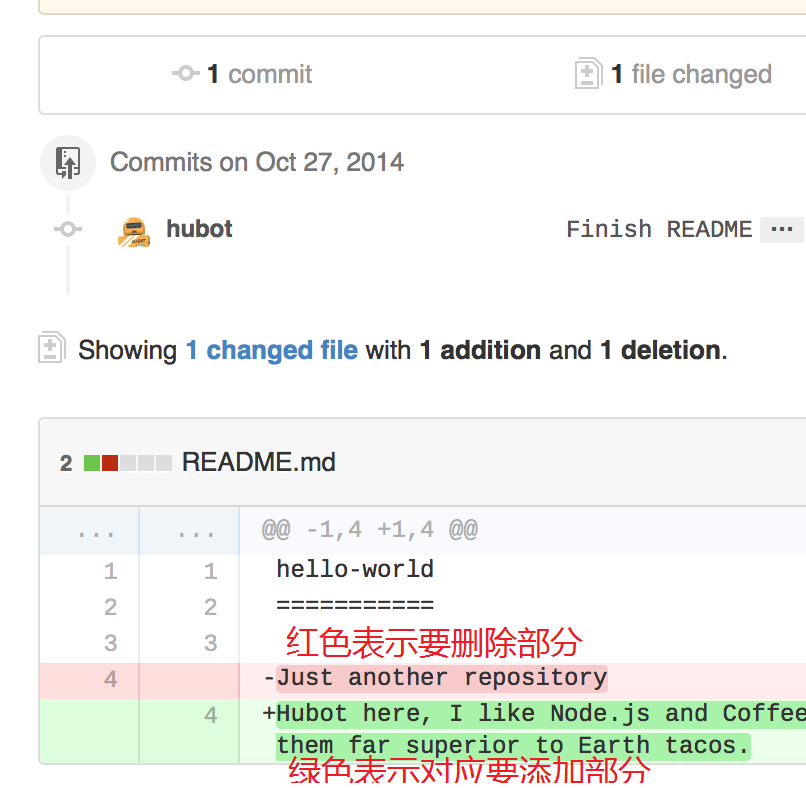 1 commit 1 file changed
Commits on Oct 27, 2014
hubot Finish README ...
Showing 1 changed file with 1 addition and 1 deletion.
2 README.md
... ... @@ -1,4 +1,4 @@
1 1 hello-world
2 2 ===========
3 3 红色表示要删除部分
4 -Just another repository
4 +Hubot here, I like Node.js and Coffee
them far superior to Earth tacos.
绿色表示对应要添加部分